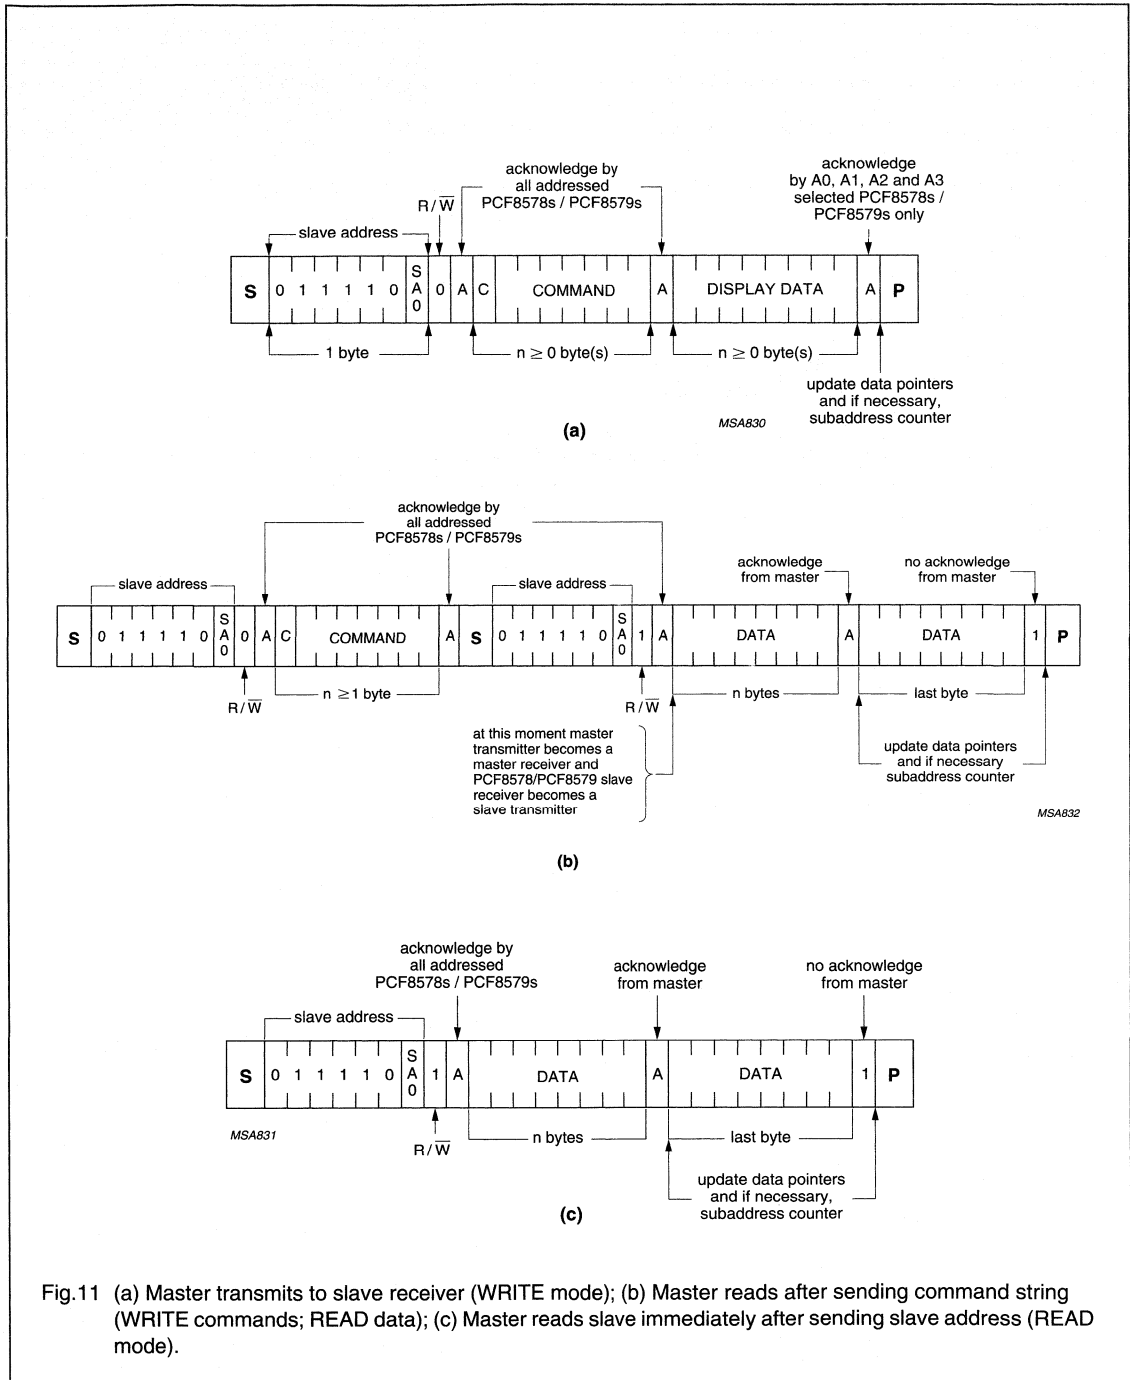 acknowledge by
all addressed
PCF8578s / PCF8579s
acknowledge
by A0, A1, A2 and A3
selected PCF8578s /
PCF8579s only
R/W̅
slave address
S 0 1 1 1 1 0 SA0 0 A C COMMAND A DISPLAY DATA A P
1 byte n ≥ 0 byte(s) n ≥ 0 byte(s)
update data pointers
and if necessary,
subaddress counter
MSA830
(a)
acknowledge by
all addressed
PCF8578s / PCF8579s
acknowledge
from master
no acknowledge
from master
slave address slave address
S 0 1 1 1 1 0 SA0 0 A C COMMAND A S 0 1 1 1 1 0 SA0 1 A DATA A DATA 1 P
R/W̅ n ≥1 byte R/W̅ n bytes last byte
at this moment master
transmitter becomes a
master receiver and
PCF8578/PCF8579 slave
receiver becomes a
slave transmitter
update data pointers
and if necessary
subaddress counter
MSA832
(b)
acknowledge by
all addressed
PCF8578s / PCF8579s
acknowledge
from master
no acknowledge
from master
slave address
S 0 1 1 1 1 0 SA0 1 A DATA A DATA 1 P
MSA831
R/W̅ n bytes last byte
update data pointers
and if necessary,
subaddress counter
(c)
Fig.11 (a) Master transmits to slave receiver (WRITE mode); (b) Master reads after sending command string
(WRITE commands; READ data); (c) Master reads slave immediately after sending slave address (READ
mode).